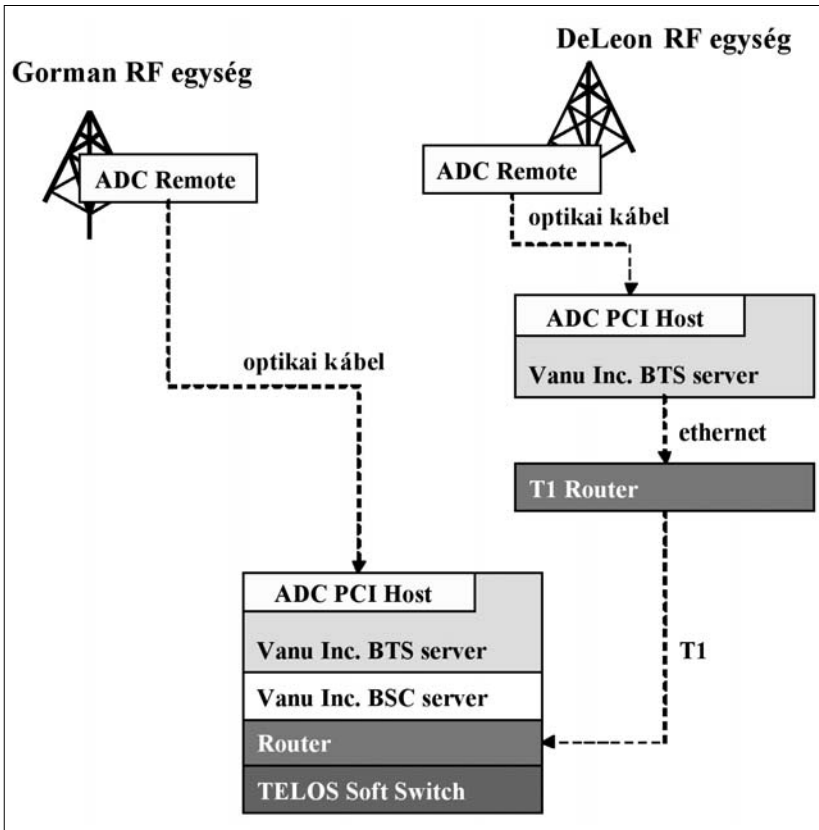 DeLeon RF egység
Gorman RF egység
ADC Remote
ADC Remote
optikai kábel
ADC PCI Host
Vanu Inc. BTS server
optikai kábel
ethernet
T1 Router
ADC PCI Host
Vanu Inc. BTS server
T1
Vanu Inc. BSC server
Router
TELOS Soft Switch